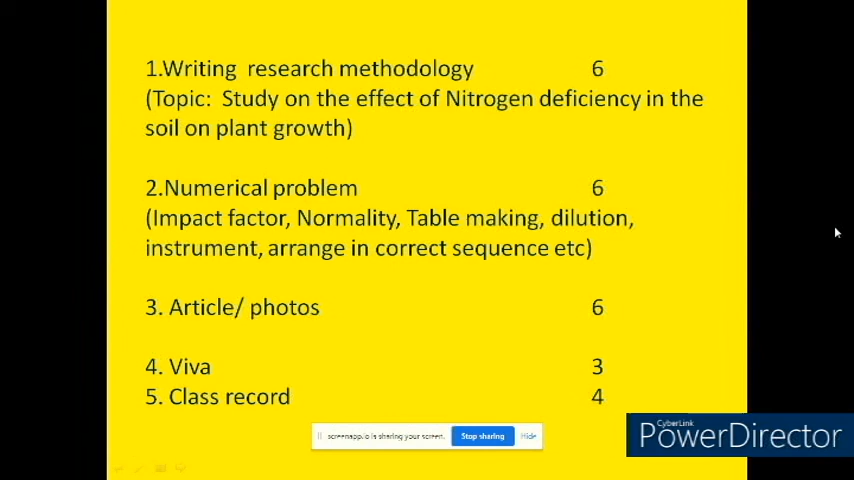 1.Writing research methodology 6
(Topic: Study on the effect of Nitrogen deficiency in the
soil on plant growth)
2.Numerical problem 6
(Impact factor, Normality, Table making, dilution,
instrument, arrange in correct sequence etc)
3. Article/ photos 6
4. Viva 3
5. Class record 4
screenapp.io is sharing your screen. Stop sharing Hide
CyberLink
PowerDirector